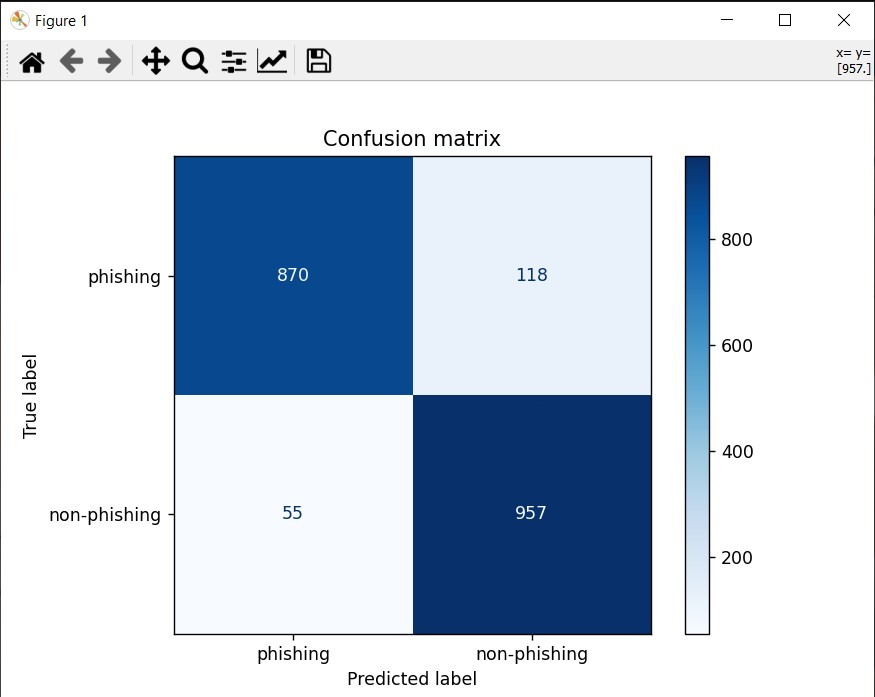 Figure 1
x= y=
[957.]
Confusion matrix
True label
phishing
870
118
non-phishing
55
957
phishing
non-phishing
Predicted label
800
600
400
200